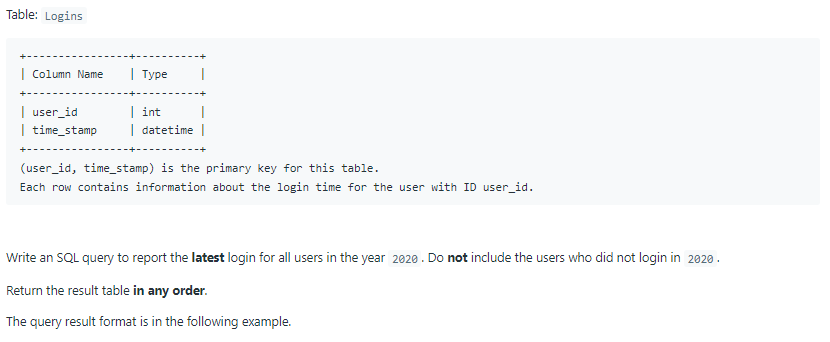 Table: Logins
+----------------+----------+
| Column Name    | Type     |
+----------------+----------+
| user_id        | int      |
| time_stamp     | datetime |
+----------------+----------+
(user_id, time_stamp) is the primary key for this table.
Each row contains information about the login time for the user with ID user_id.
Write an SQL query to report the latest login for all users in the year 2020. Do not include the users who did not login in 2020.
Return the result table in any order.
The query result format is in the following example.